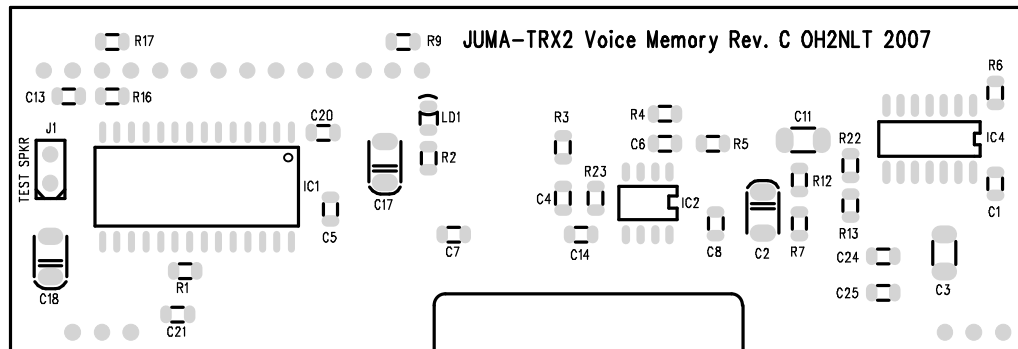 JUMA-TRX2 Voice Memory Rev. C OH2NLT 2007
R17
R9
R6
C13
R16
LD1
R4
C20
R3
C11
J1
TEST SPKR
C6
R5
R22
IC4
R2
R23
R12
IC1
C17
C4
IC2
C1
C5
R13
C7
C14
C8
C2
R7
C24
C3
R1
C18
C25
C21